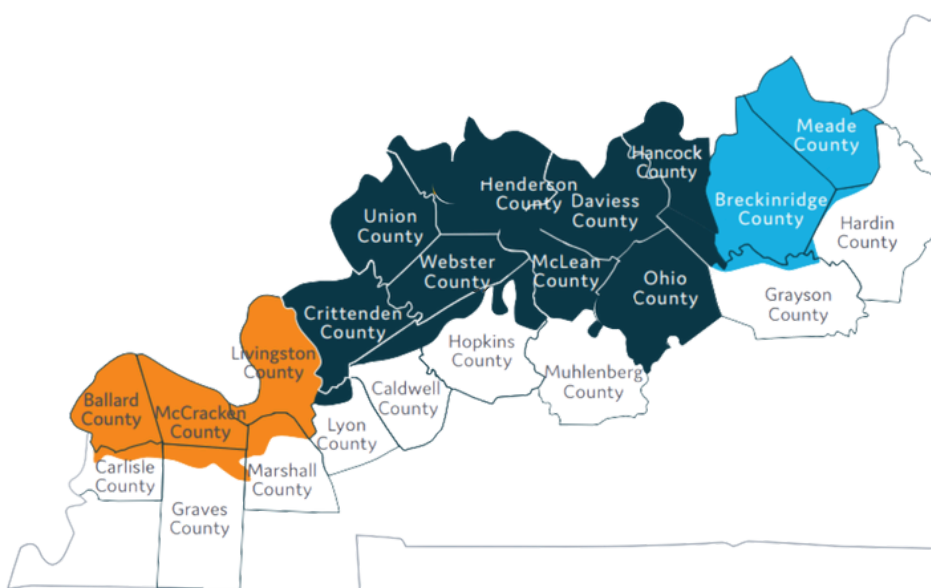 Meade
County
Hancock
County
Breckinridge
County
Henderson
County
Daviess
County
Union
County
Hardin
County
Webster
County
McLean
County
Ohio
County
Grayson
County
Crittenden
County
Hopkins
County
Livingston
County
Muhlenberg
County
Caldwell
County
Ballard
County
McCracken
County
Lyon
County
Carlisle
County
Marshall
County
Graves
County